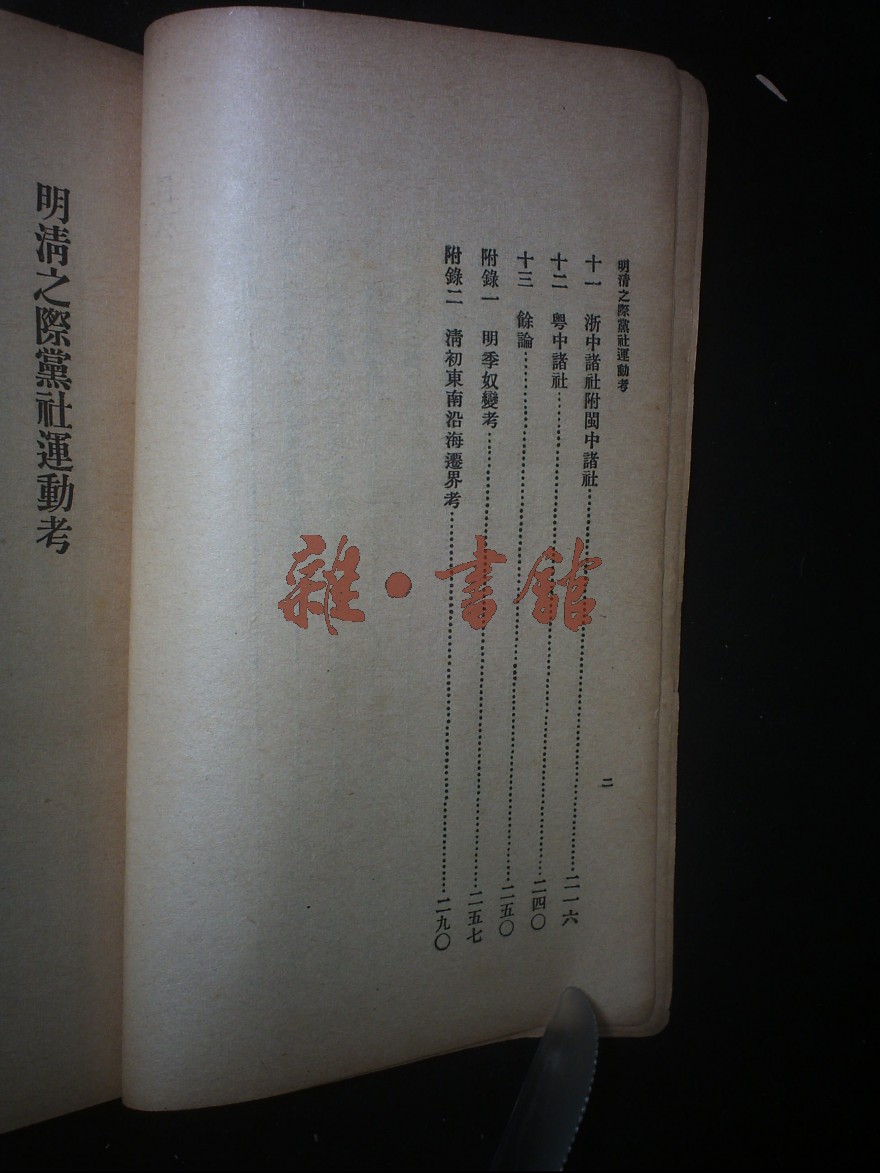 明清之際黨社運動考
十一　浙中諸社附閩中諸社……二一六
十二　粵中諸社……二四〇
十三　餘論……二五〇
附錄一　明季奴變考……二五七
附錄二　清初東南沿海遷界考……二九〇
二
明清之際黨社運動考
雜·書館